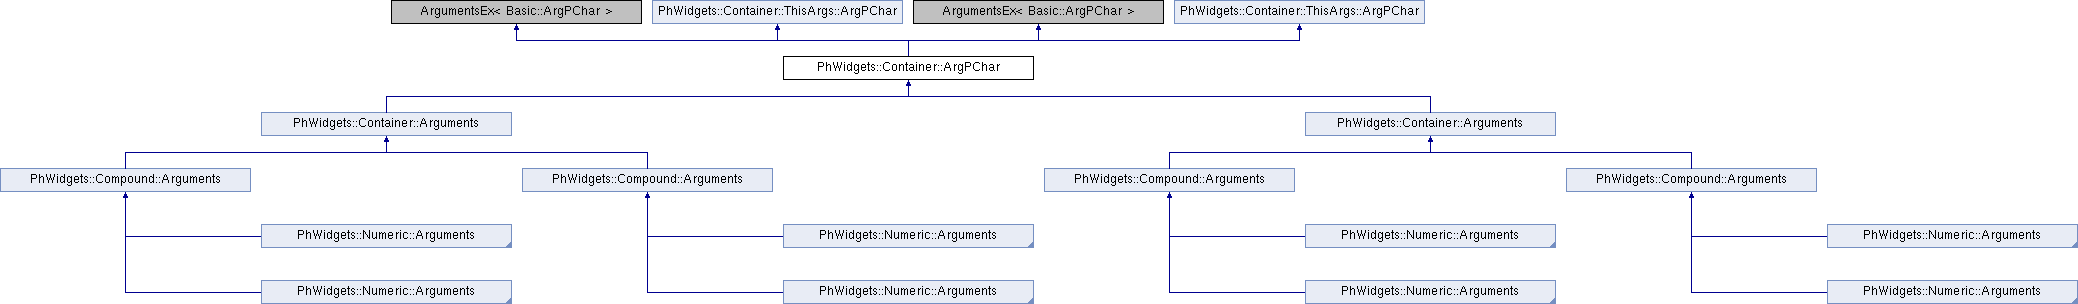 ArgumentsEx< Basic::ArgPChar >
PhWidgets::Container::ThisArgs::ArgPChar
ArgumentsEx< Basic::ArgPChar >
PhWidgets::Container::ThisArgs::ArgPChar
PhWidgets::Container::ArgPChar
PhWidgets::Container::Arguments
PhWidgets::Container::Arguments
PhWidgets::Compound::Arguments
PhWidgets::Compound::Arguments
PhWidgets::Compound::Arguments
PhWidgets::Compound::Arguments
PhWidgets::Numeric::Arguments
PhWidgets::Numeric::Arguments
PhWidgets::Numeric::Arguments
PhWidgets::Numeric::Arguments
PhWidgets::Numeric::Arguments
PhWidgets::Numeric::Arguments
PhWidgets::Numeric::Arguments
PhWidgets::Numeric::Arguments